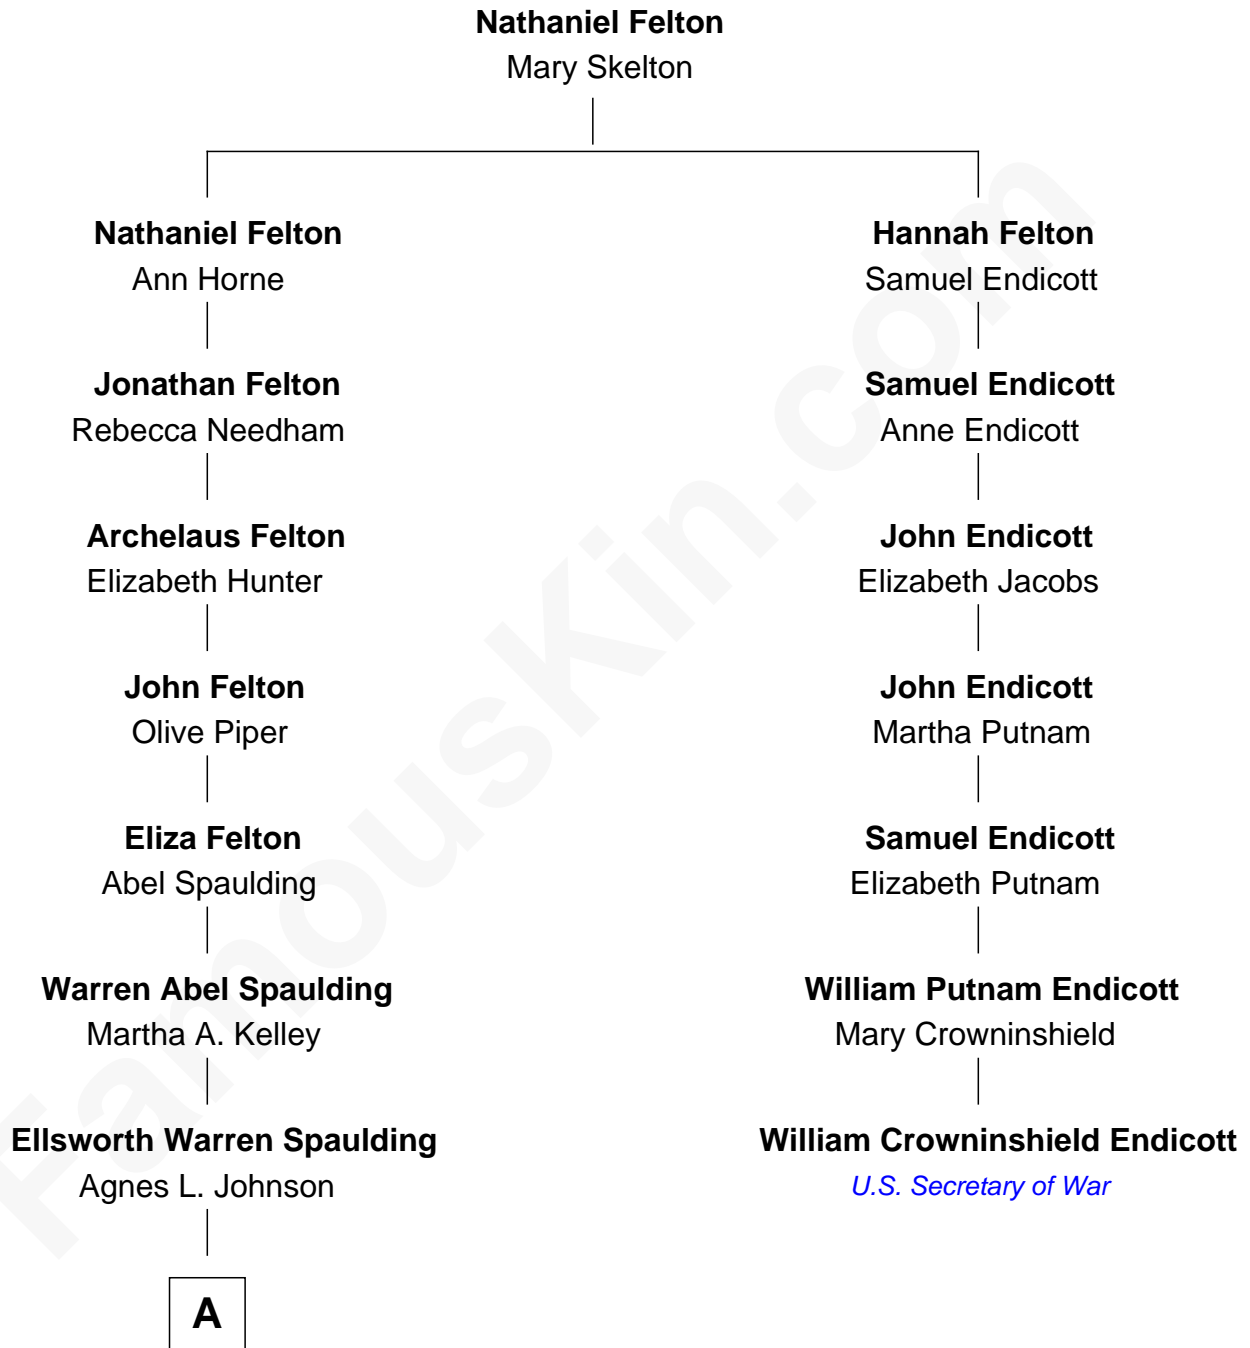 Nathaniel Felton
Mary Skelton
Nathaniel Felton
Ann Horne
Jonathan Felton
Rebecca Needham
Archelaus Felton
Elizabeth Hunter
John Felton
Olive Piper
Eliza Felton
Abel Spaulding
Warren Abel Spaulding
Martha A. Kelley
Ellsworth Warren Spaulding
Agnes L. Johnson
A
Hannah Felton
Samuel Endicott
Samuel Endicott
Anne Endicott
John Endicott
Elizabeth Jacobs
John Endicott
Martha Putnam
Samuel Endicott
Elizabeth Putnam
William Putnam Endicott
Mary Crowninshield
William Crowninshield Endicott
U.S. Secretary of War
FamousKin.com